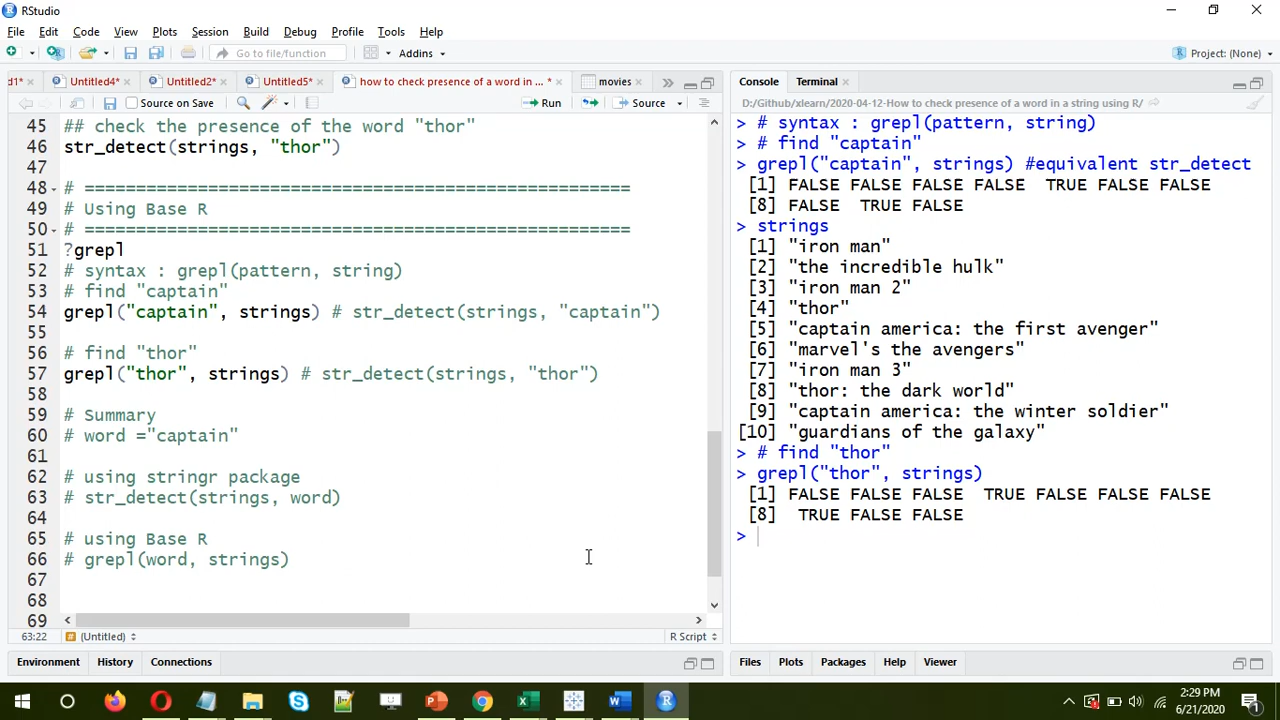 RStudio
File Edit Code View Plots Session Build Debug Profile Tools Help
Go to file/function Addins Project: (None)
d1* Untitled4* Untitled2* Untitled5* how to check presence of a word in ... * movies
Source on Save Run Source
45 ## check the presence of the word "thor"
46 str_detect(strings, "thor")
47
48 # =====================================================
49 # Using Base R
50 # =====================================================
51 ?grepl
52 # syntax : grepl(pattern, string)
53 # find "captain"
54 grepl("captain", strings) # str_detect(strings, "captain")
55
56 # find "thor"
57 grepl("thor", strings) # str_detect(strings, "thor")
58
59 # Summary
60 # word ="captain"
61
62 # using stringr package
63 # str_detect(strings, word)
64
65 # using Base R
66 # grepl(word, strings)
67
68
69
63:22 (Untitled) R Script
Environment History Connections
Console Terminal
D:/Github/xlearn/2020-04-12-How to check presence of a word in a string using R/
> # syntax : grepl(pattern, string)
> # find "captain"
> grepl("captain", strings) #equivalent str_detect
[1] FALSE FALSE FALSE FALSE  TRUE FALSE FALSE
[8] FALSE  TRUE FALSE
> strings
[1] "iron man"
[2] "the incredible hulk"
[3] "iron man 2"
[4] "thor"
[5] "captain america: the first avenger"
[6] "marvel's the avengers"
[7] "iron man 3"
[8] "thor: the dark world"
[9] "captain america: the winter soldier"
[10] "guardians of the galaxy"
> # find "thor"
> grepl("thor", strings)
[1] FALSE FALSE FALSE  TRUE FALSE FALSE FALSE
[8]  TRUE FALSE FALSE
>
Files Plots Packages Help Viewer
2:29 PM
6/21/2020